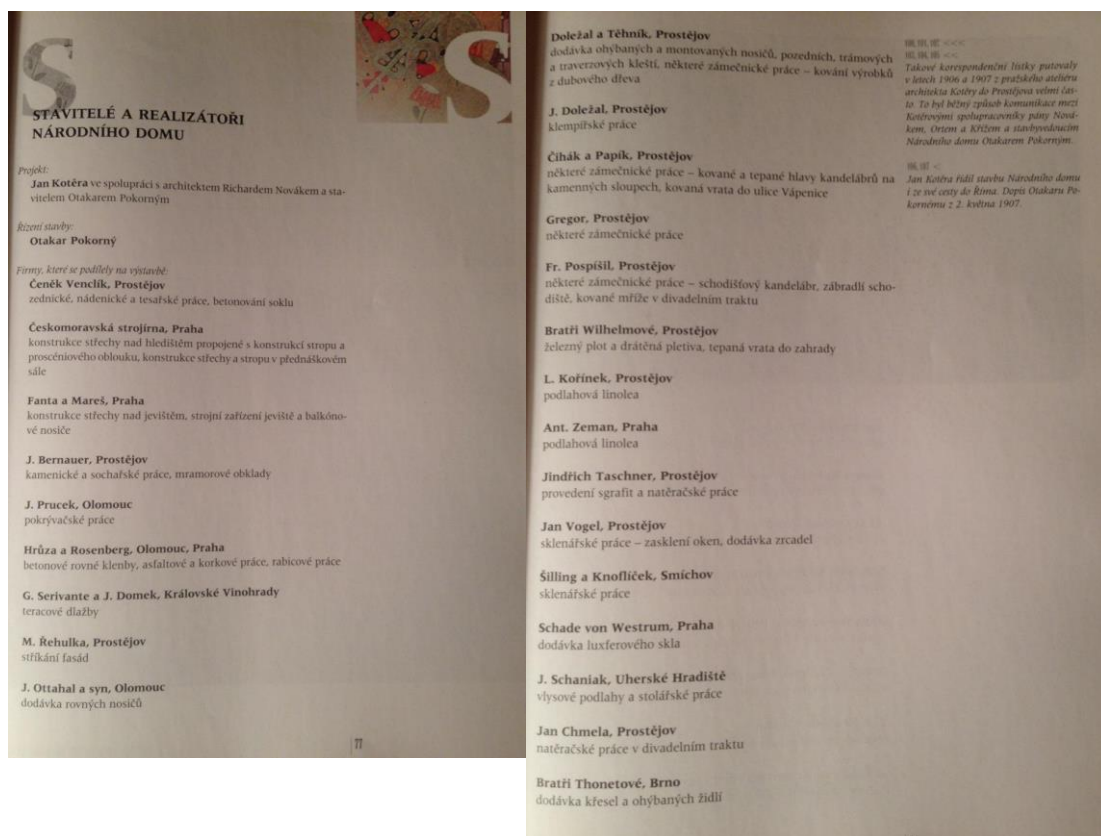 S
S
STAVITELÉ A REALIZÁTOŘI
NÁRODNÍHO DOMU
Projekt:
Jan Kotěra ve spolupráci s architektem Richardem Novákem a sta-
vitelem Otakarem Pokorným
Řízení stavby:
Otakar Pokorný
Firmy, které se podílely na výstavbě:
Čeněk Venclík, Prostějov
zednické, nádenické a tesařské práce, betonování soklu
Českomoravská strojírna, Praha
konstrukce střechy nad hledištěm propojené s konstrukcí stropu a
proscéniového oblouku, konstrukce střechy a stropu v přednáškovém
sále
Fanta a Mareš, Praha
konstrukce střechy nad jevištěm, strojní zařízení jeviště a balkóno-
vé nosiče
J. Bernauer, Prostějov
kamenické a sochařské práce, mramorové obklady
J. Prucek, Olomouc
pokrývačské práce
Hrůza a Rosenberg, Olomouc, Praha
betonové rovné klenby, asfaltové a korkové práce, rabicové práce
G. Serivante a J. Domek, Královské Vinohrady
teracové dlažby
M. Řehulka, Prostějov
stříkání fasád
J. Ottahal a syn, Olomouc
dodávka rovných nosičů
77
Doležal a Těhník, Prostějov
dodávka ohýbaných a montovaných nosičů, pozedních, trámových
a traverzových kleští, některé zámečnické práce – kování výrobků
z dubového dřeva
J. Doležal, Prostějov
klempířské práce
Čihák a Papík, Prostějov
některé zámečnické práce – kované a tepané hlavy kandelábrů na
kamenných sloupech, kovaná vrata do ulice Vápenice
Gregor, Prostějov
některé zámečnické práce
Fr. Pospíšil, Prostějov
některé zámečnické práce – schodišťový kandelábr, zábradlí scho-
diště, kované mříže v divadelním traktu
Bratři Wilhelmové, Prostějov
železný plot a drátěná pletiva, tepaná vrata do zahrady
L. Kořínek, Prostějov
podlahová linolea
Ant. Zeman, Praha
podlahová linolea
Jindřich Taschner, Prostějov
provedení sgrafit a natěračské práce
Jan Vogel, Prostějov
sklenářské práce – zasklení oken, dodávka zrcadel
Šilling a Knoflíček, Smíchov
sklenářské práce
Schade von Westrum, Praha
dodávka luxferového skla
J. Schaniak, Uherské Hradiště
vlysové podlahy a stolářské práce
Jan Chmela, Prostějov
natěračské práce v divadelním traktu
Bratři Thonetové, Brno
dodávka křesel a ohýbaných židlí
<<<
<<
Takové korespondenční lístky putovaly
v letech 1906 a 1907 z pražského ateliéru
architekta Kotěry do Prostějova velmi čas-
to. To byl běžný způsob komunikace mezi
Kotěrovými spolupracovníky pány Nová-
kem, Ortem a Křížem a stavbyvedoucím
Národního domu Otakarem Pokorným.
<
Jan Kotěra řídil stavbu Národního domu
i ze své cesty do Říma. Dopis Otakaru Po-
kornému z 2. května 1907.